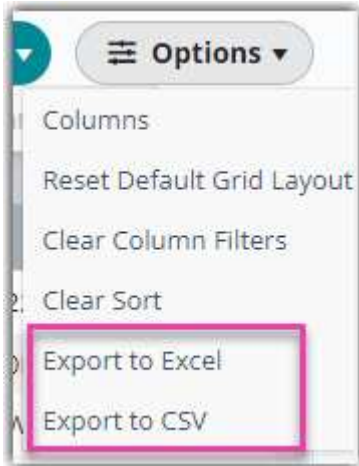 Options
Columns
Reset Default Grid Layout
Clear Column Filters
Clear Sort
Export to Excel
Export to CSV